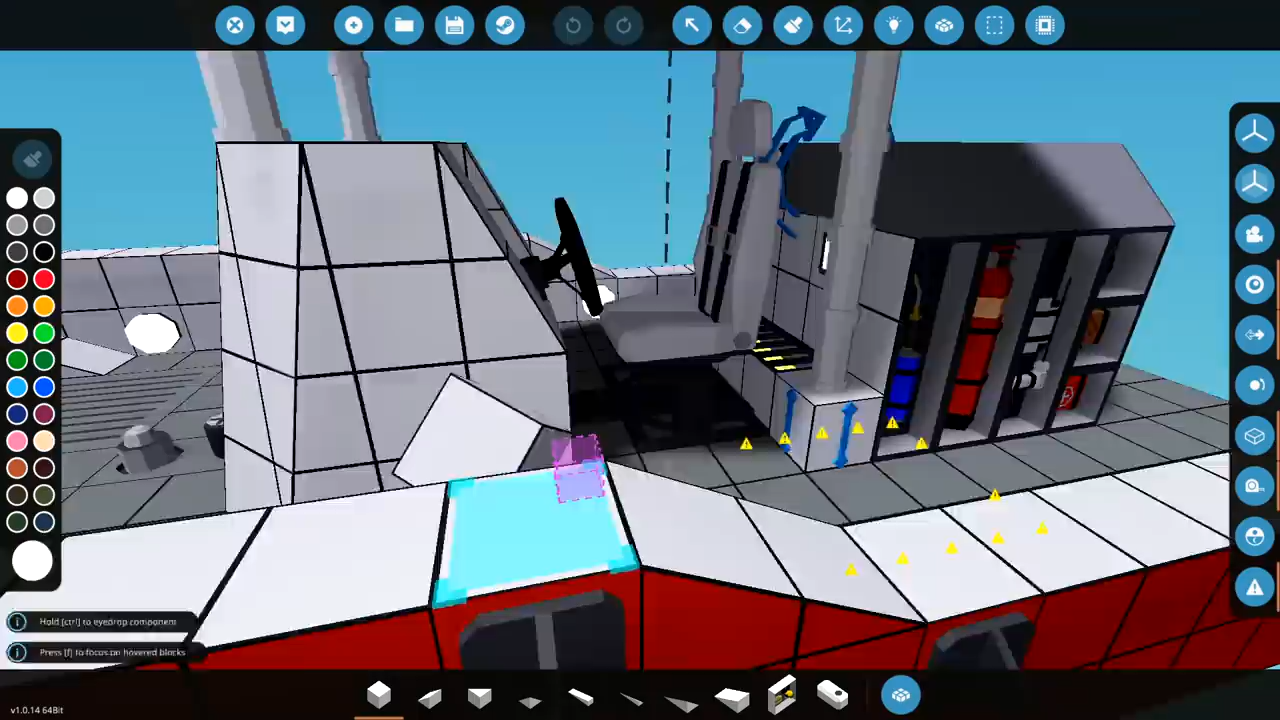 Hold [ctrl] to eyedrop component
Press [f] to focus on hovered blocks
v1.0.14 64Bit